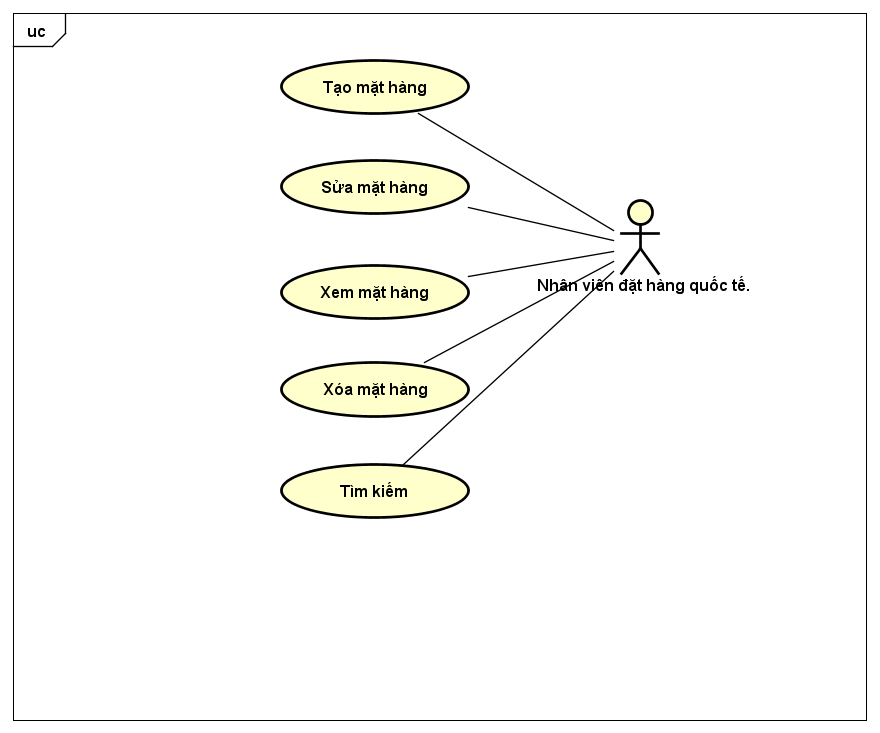 uc
Tạo mặt hàng
Sửa mặt hàng
Xem mặt hàng
Nhân viên đặt hàng quốc tế.
Xóa mặt hàng
Tìm kiếm